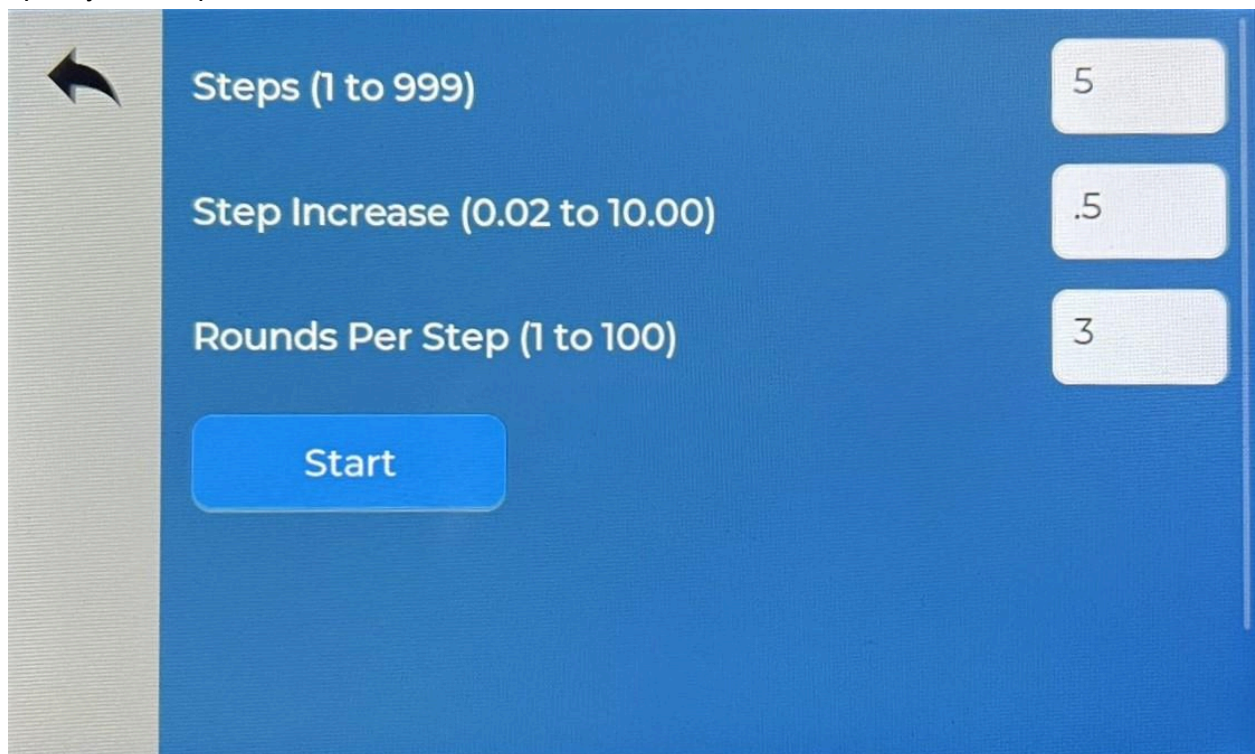 Steps (1 to 999)
5
Step Increase (0.02 to 10.00)
.5
Rounds Per Step (1 to 100)
3
Start